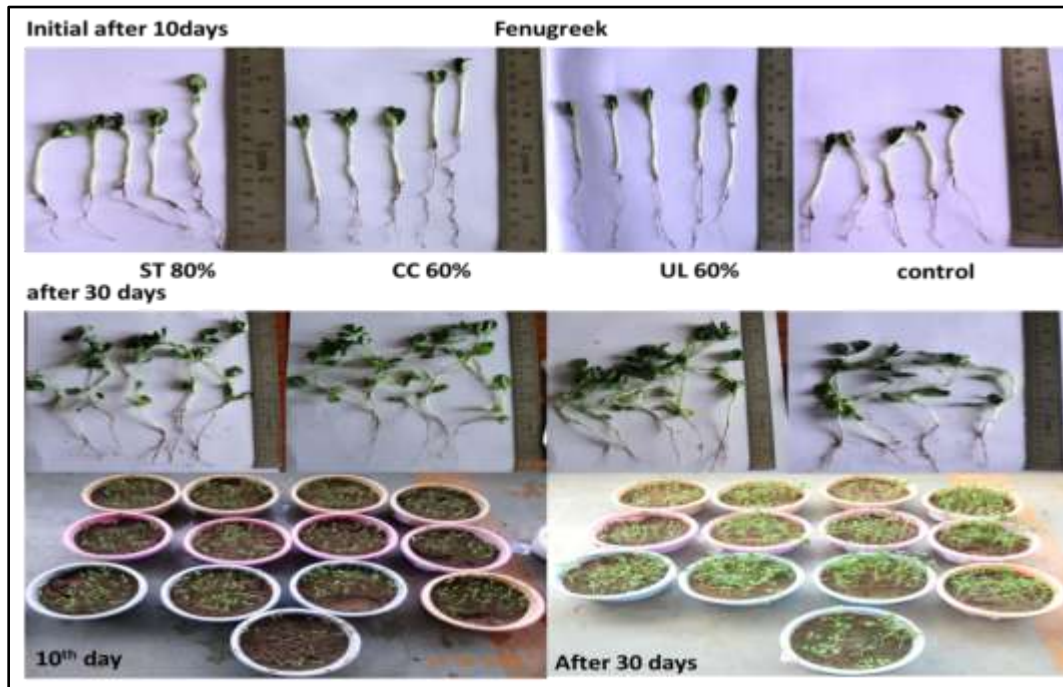 Initial after 10days
Fenugreek
ST 80%
CC 60%
UL 60%
control
after 30 days
10th day
After 30 days